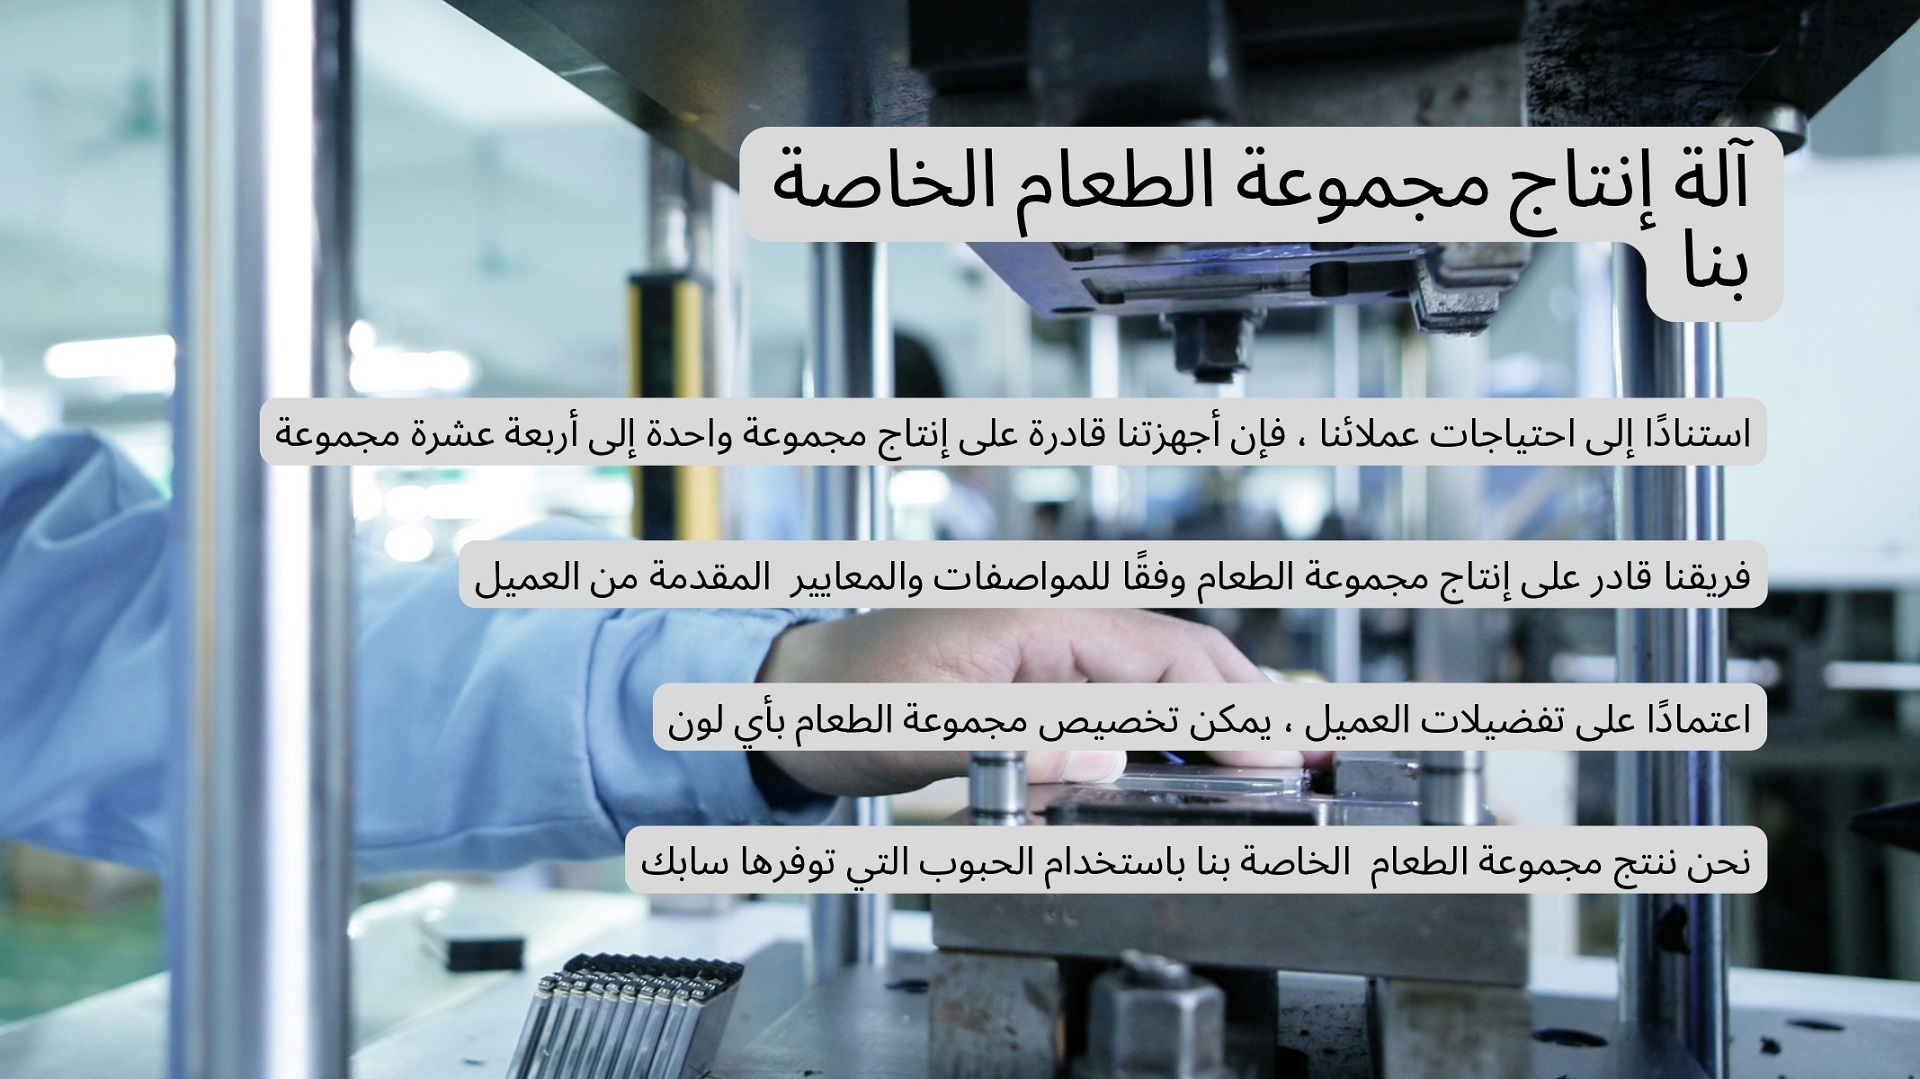 آلة إنتاج مجموعة الطعام الخاصة
بنا
استنادًا إلى احتياجات عملائنا ، فإن أجهزتنا قادرة على إنتاج مجموعة واحدة إلى أربعة عشرة مجموعة
فريقنا قادر على إنتاج مجموعة الطعام وفقًا للمواصفات والمعايير المقدمة من العميل
اعتمادًا على تفضيلات العميل ، يمكن تخصيص مجموعة الطعام بأي لون
نحن ننتج مجموعة الطعام الخاصة بنا باستخدام الحبوب التي توفرها سابك